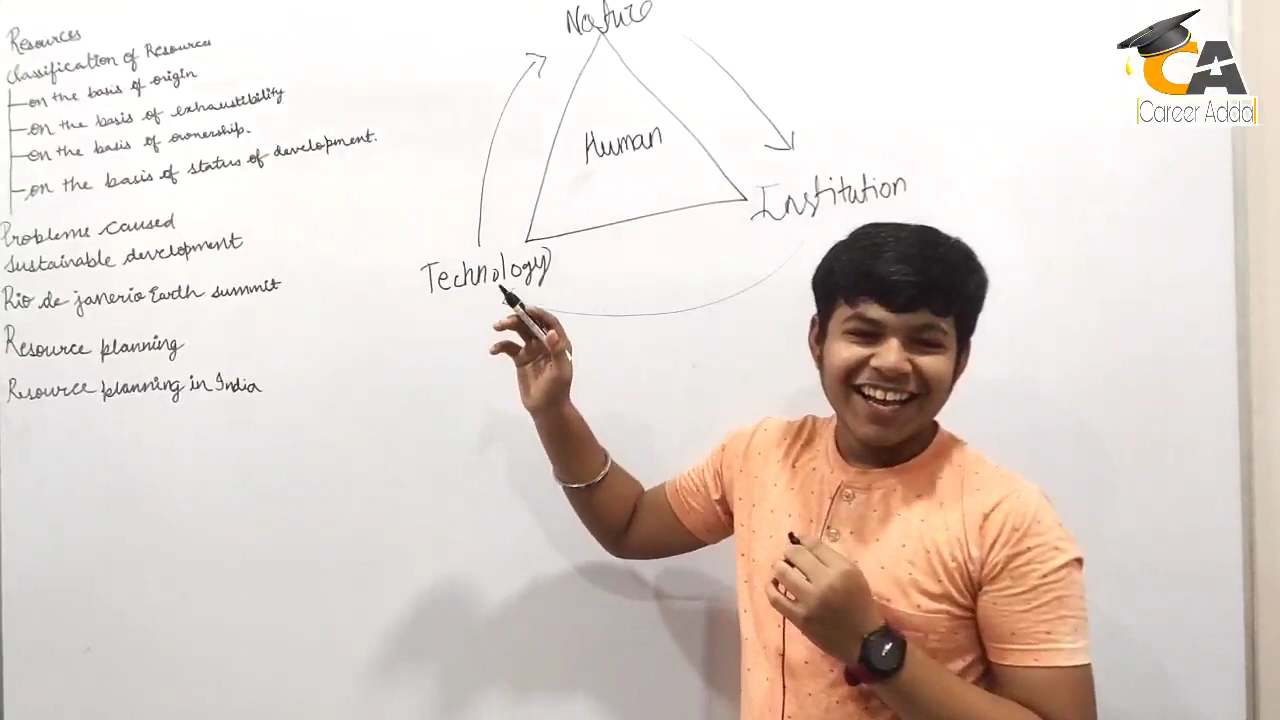 Resources
classification of Resources
on the basis of origin
on the basis of exhaustibility
on the basis of ownership.
on the basis of status of development.
Probleme caused
sustainable development
Rio de janerio Earth summit
Resource planning
Resource planning in India
Nature
Human
Institution
Technology
CA
Career Adda